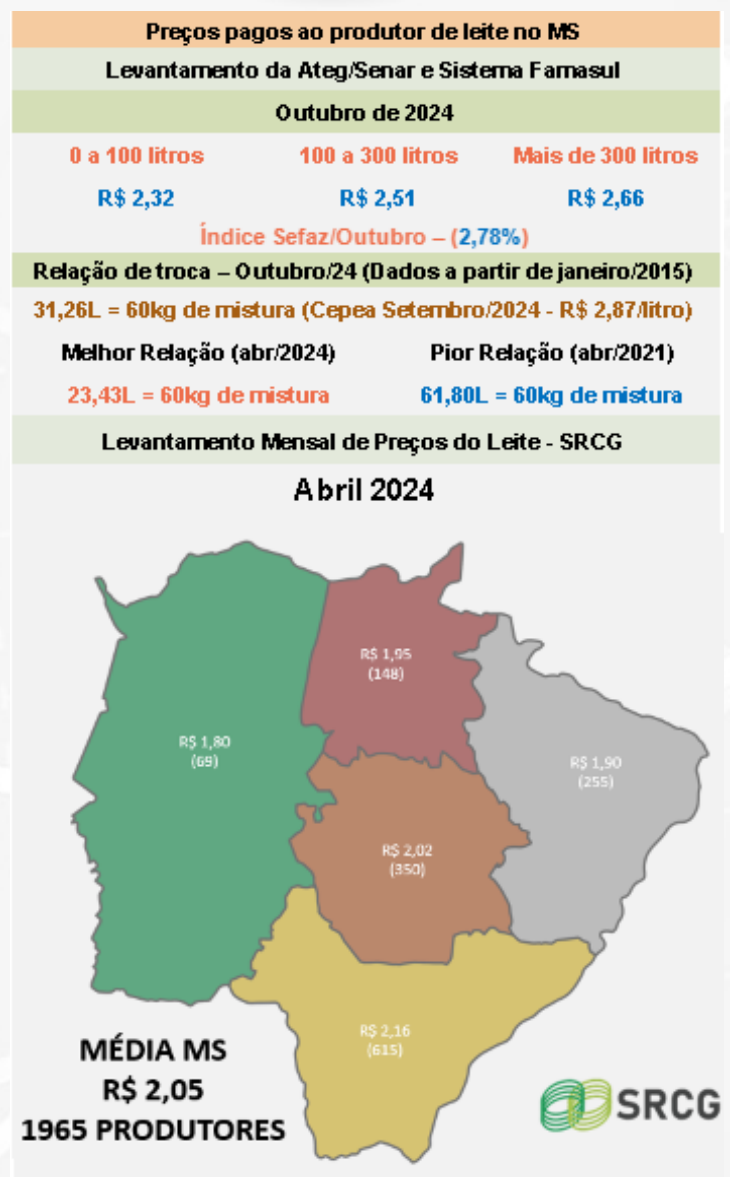 Preços pagos ao produtor de leite no MS
Levantamento da Ateg/Senar e Sistema Famasul
Outubro de 2024
0 a 100 litros 100 a 300 litros Mais de 300 litros
R$ 2,32 R$ 2,51 R$ 2,66
Índice Sefaz/Outubro – (2,78%)
Relação de troca – Outubro/24 (Dados a partir de janeiro/2015)
31,26L = 60kg de mistura (Cepea Setembro/2024 - R$ 2,87/litro)
Melhor Relação (abr/2024) Pior Relação (abr/2021)
23,43L = 60kg de mistura 61,80L = 60kg de mistura
Levantamento Mensal de Preços do Leite - SRCG
Abril 2024
R$ 1,95
(148)
R$ 1,80
(69)
R$ 1,90
(255)
R$ 2,02
(350)
R$ 2,16
(615)
MÉDIA MS
R$ 2,05
1965 PRODUTORES
SRCG